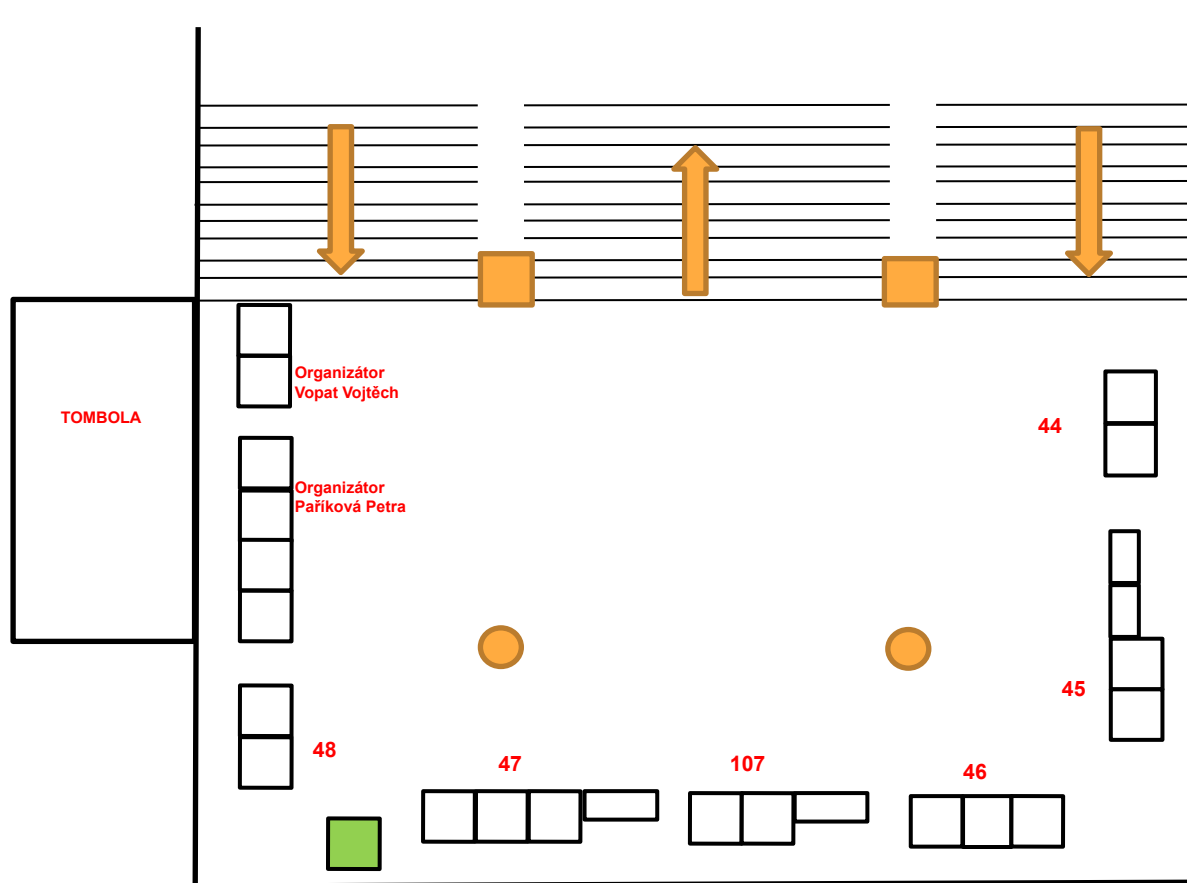 Organizátor
Vopat Vojtěch
TOMBOLA
44
Organizátor
Paříková Petra
45
48
47
107
46